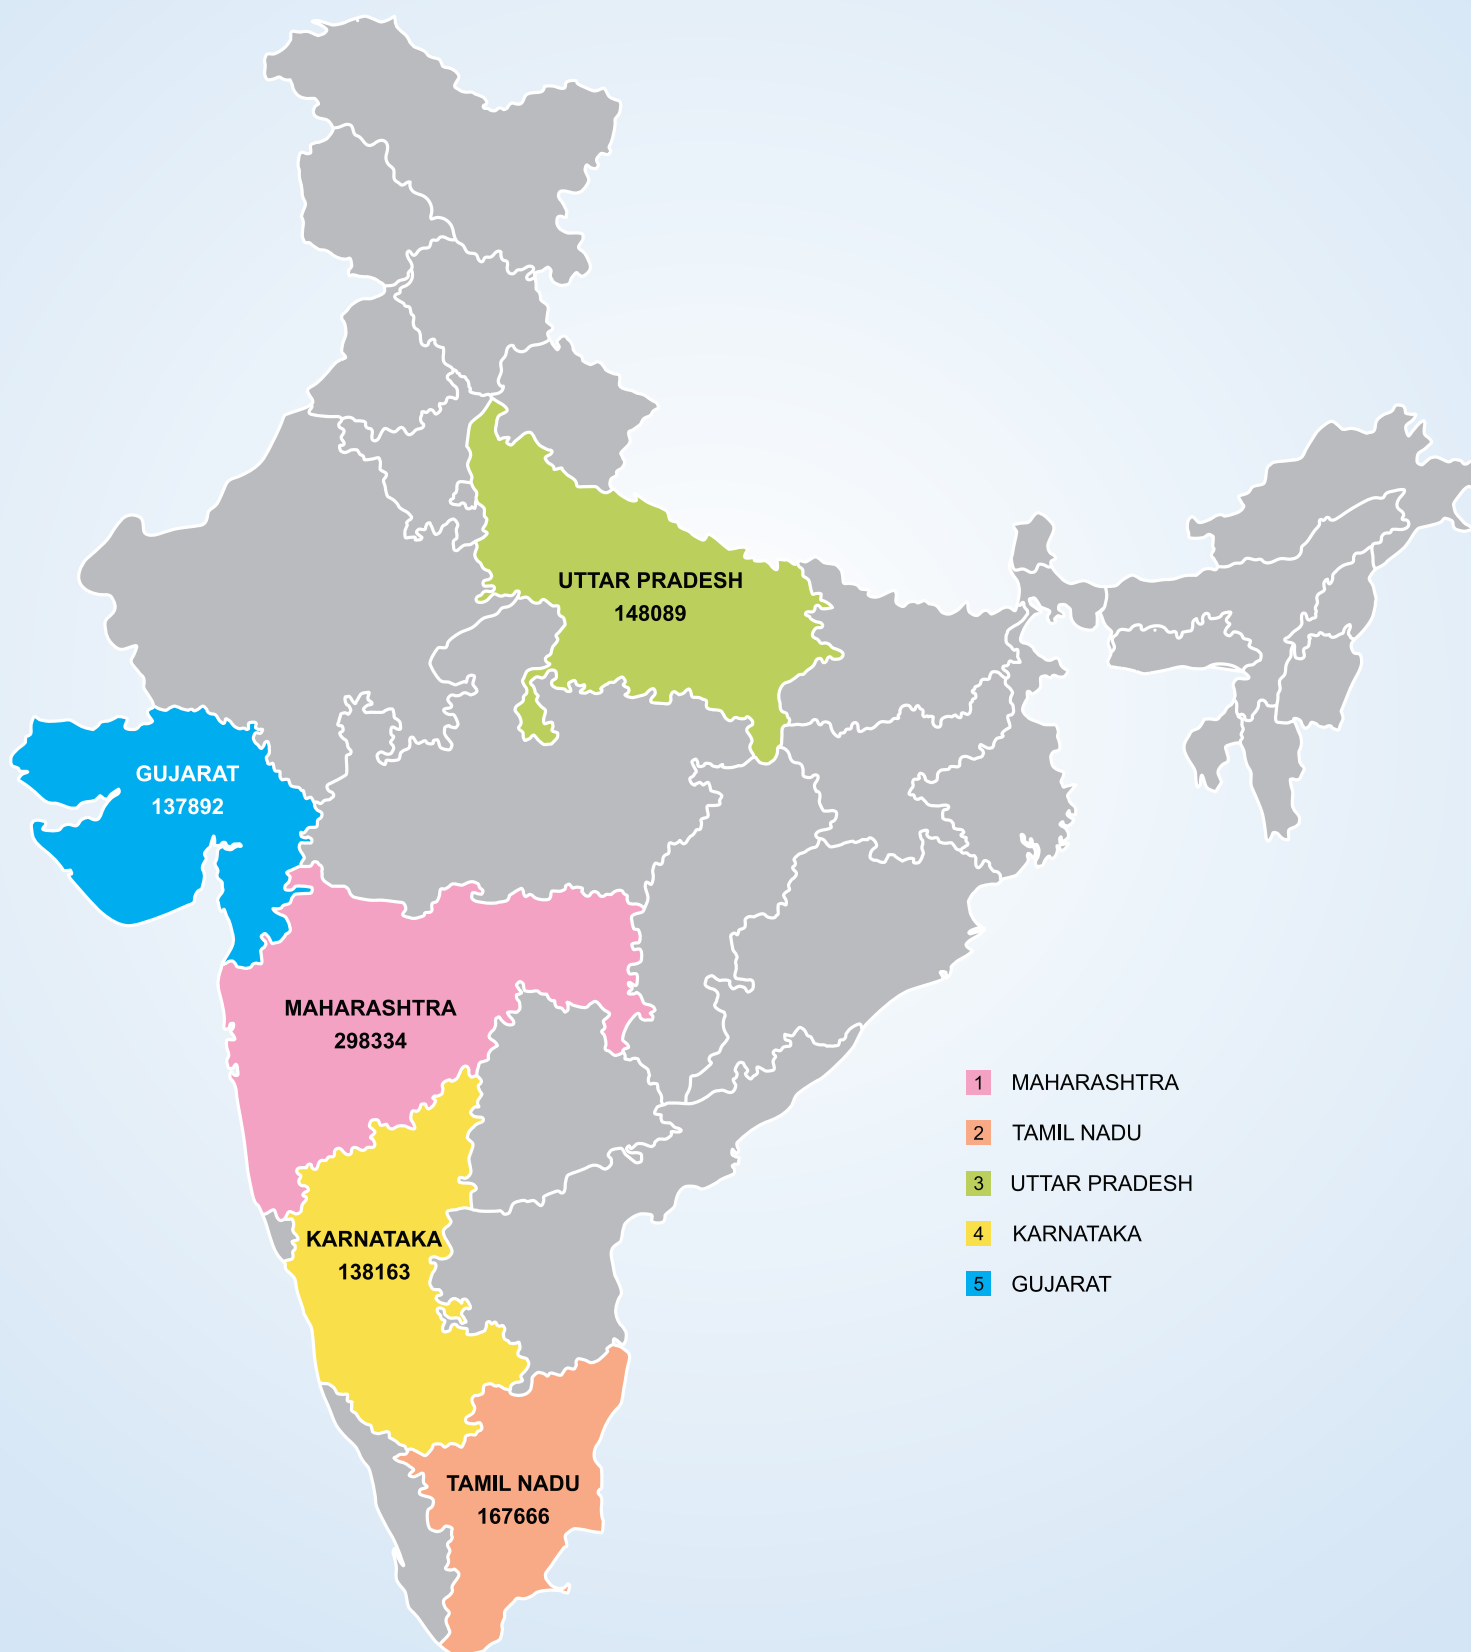 UTTAR PRADESH
148089
GUJARAT
137892
MAHARASHTRA
298334
KARNATAKA
138163
TAMIL NADU
167666
1 MAHARASHTRA
2 TAMIL NADU
3 UTTAR PRADESH
4 KARNATAKA
5 GUJARAT